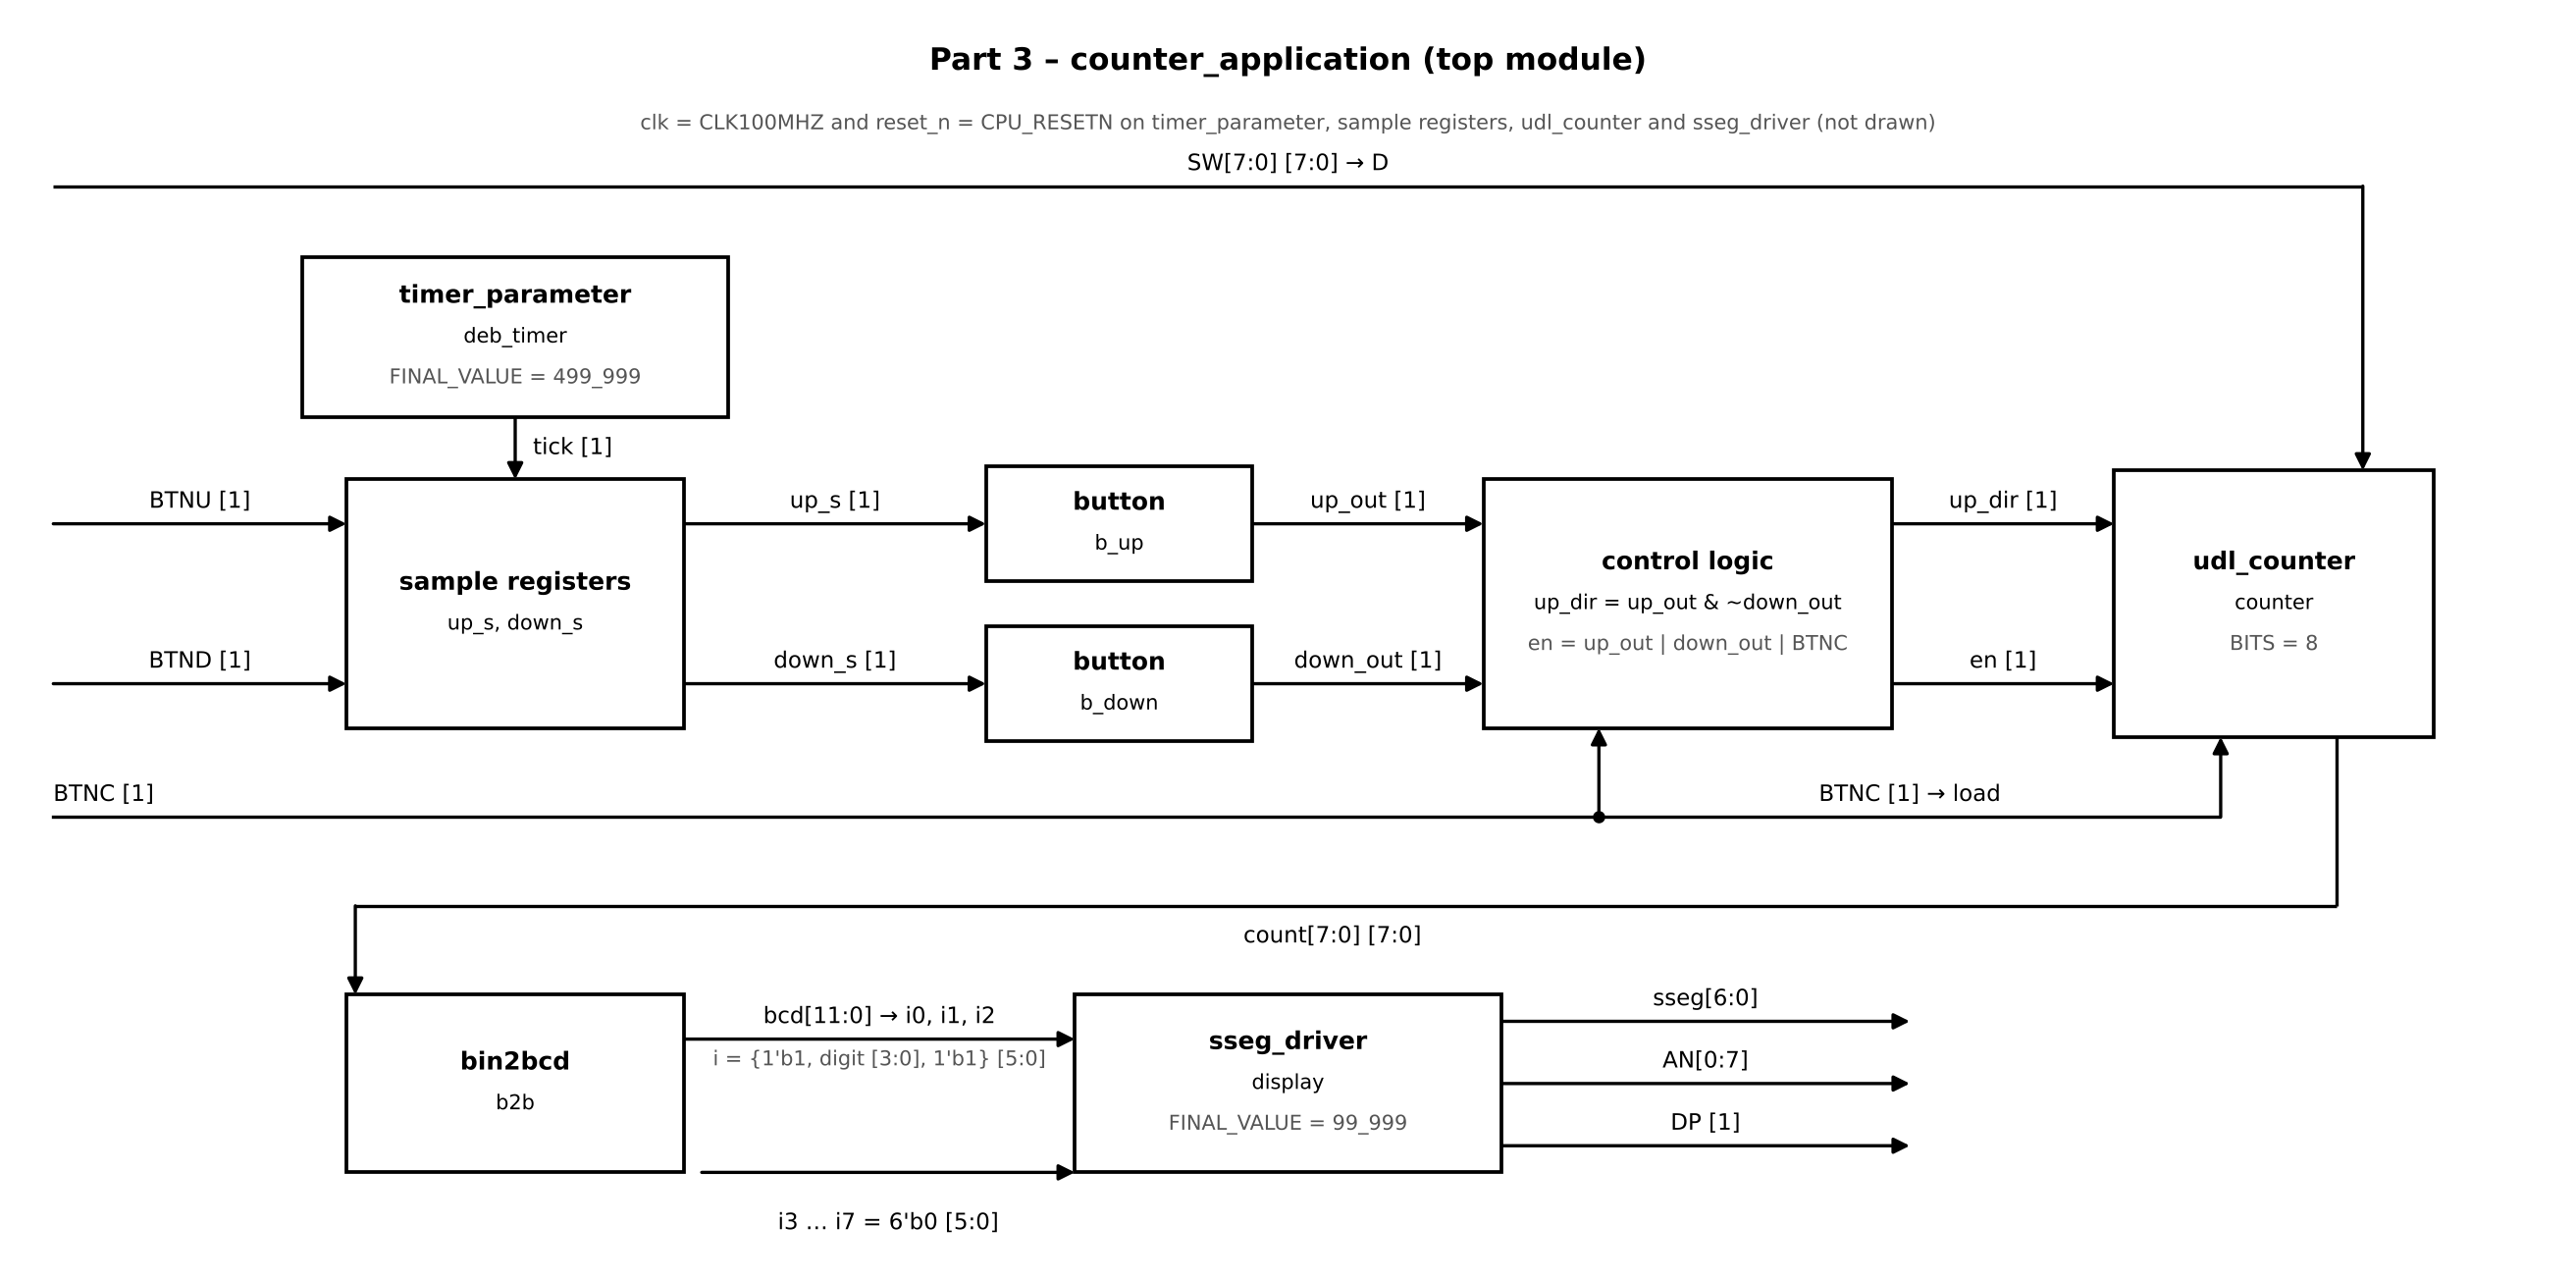 Part 3 – counter_application (top module)
clk = CLK100MHZ and reset_n = CPU_RESETN on timer_parameter, sample registers, udl_counter and sseg_driver (not drawn)
SW[7:0] [7:0] → D
timer_parameter
deb_timer
FINAL_VALUE = 499_999
tick [1]
BTNU [1]
BTND [1]
sample registers
up_s, down_s
up_s [1]
down_s [1]
button
b_up
button
b_down
up_out [1]
down_out [1]
control logic
up_dir = up_out & ~down_out
en = up_out | down_out | BTNC
up_dir [1]
en [1]
udl_counter
counter
BITS = 8
BTNC [1]
BTNC [1] → load
count[7:0] [7:0]
bin2bcd
b2b
bcd[11:0] → i0, i1, i2
i = {1'b1, digit [3:0], 1'b1} [5:0]
i3 ... i7 = 6'b0 [5:0]
sseg_driver
display
FINAL_VALUE = 99_999
sseg[6:0]
AN[0:7]
DP [1]